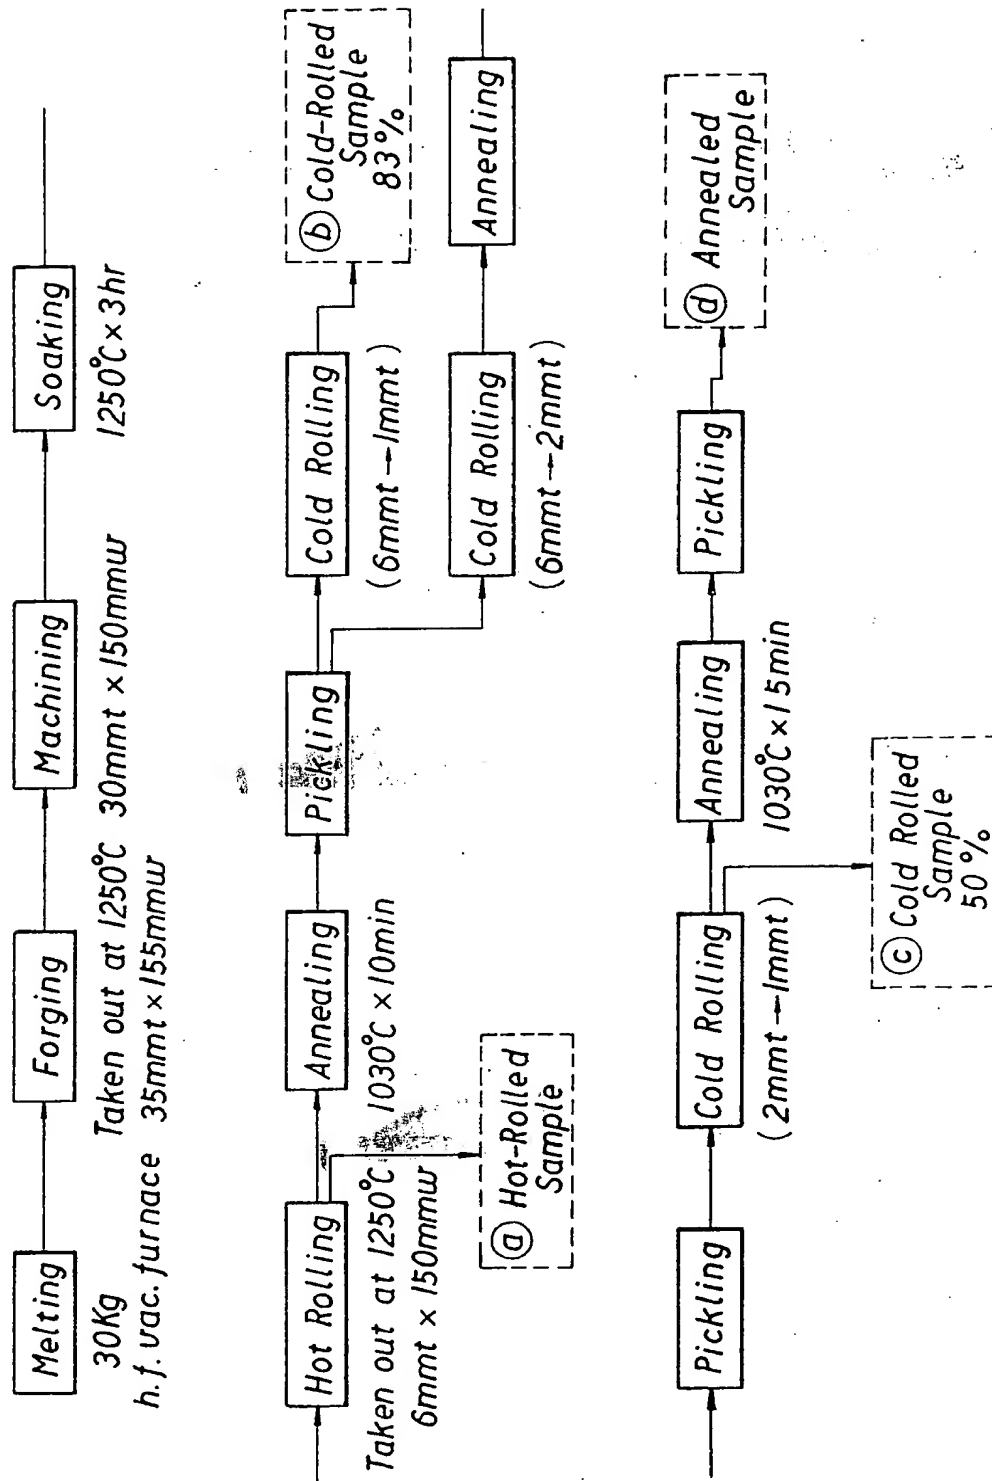 Melting
30Kg
h.f. vac. furnace
Forging
Taken out at 1250°C
35mmt × 155mmw
Machining
30mmt × 150mmw
Soaking
1250°C × 3hr
Hot Rolling
Taken out at 1250°C
6mmt × 150mmw
ⓐ Hot-Rolled
Sample
Annealing
1030°C × 10min
Pickling
Cold Rolling
(6mmt→1mmt)
ⓑ Cold-Rolled
Sample
83%
Cold Rolling
(6mmt→2mmt)
Annealing
Pickling
Cold Rolling
(2mmt→1mmt)
ⓒ Cold Rolled
Sample
50%
Annealing
1030°C × 15min
Pickling
ⓓ Annealed
Sample